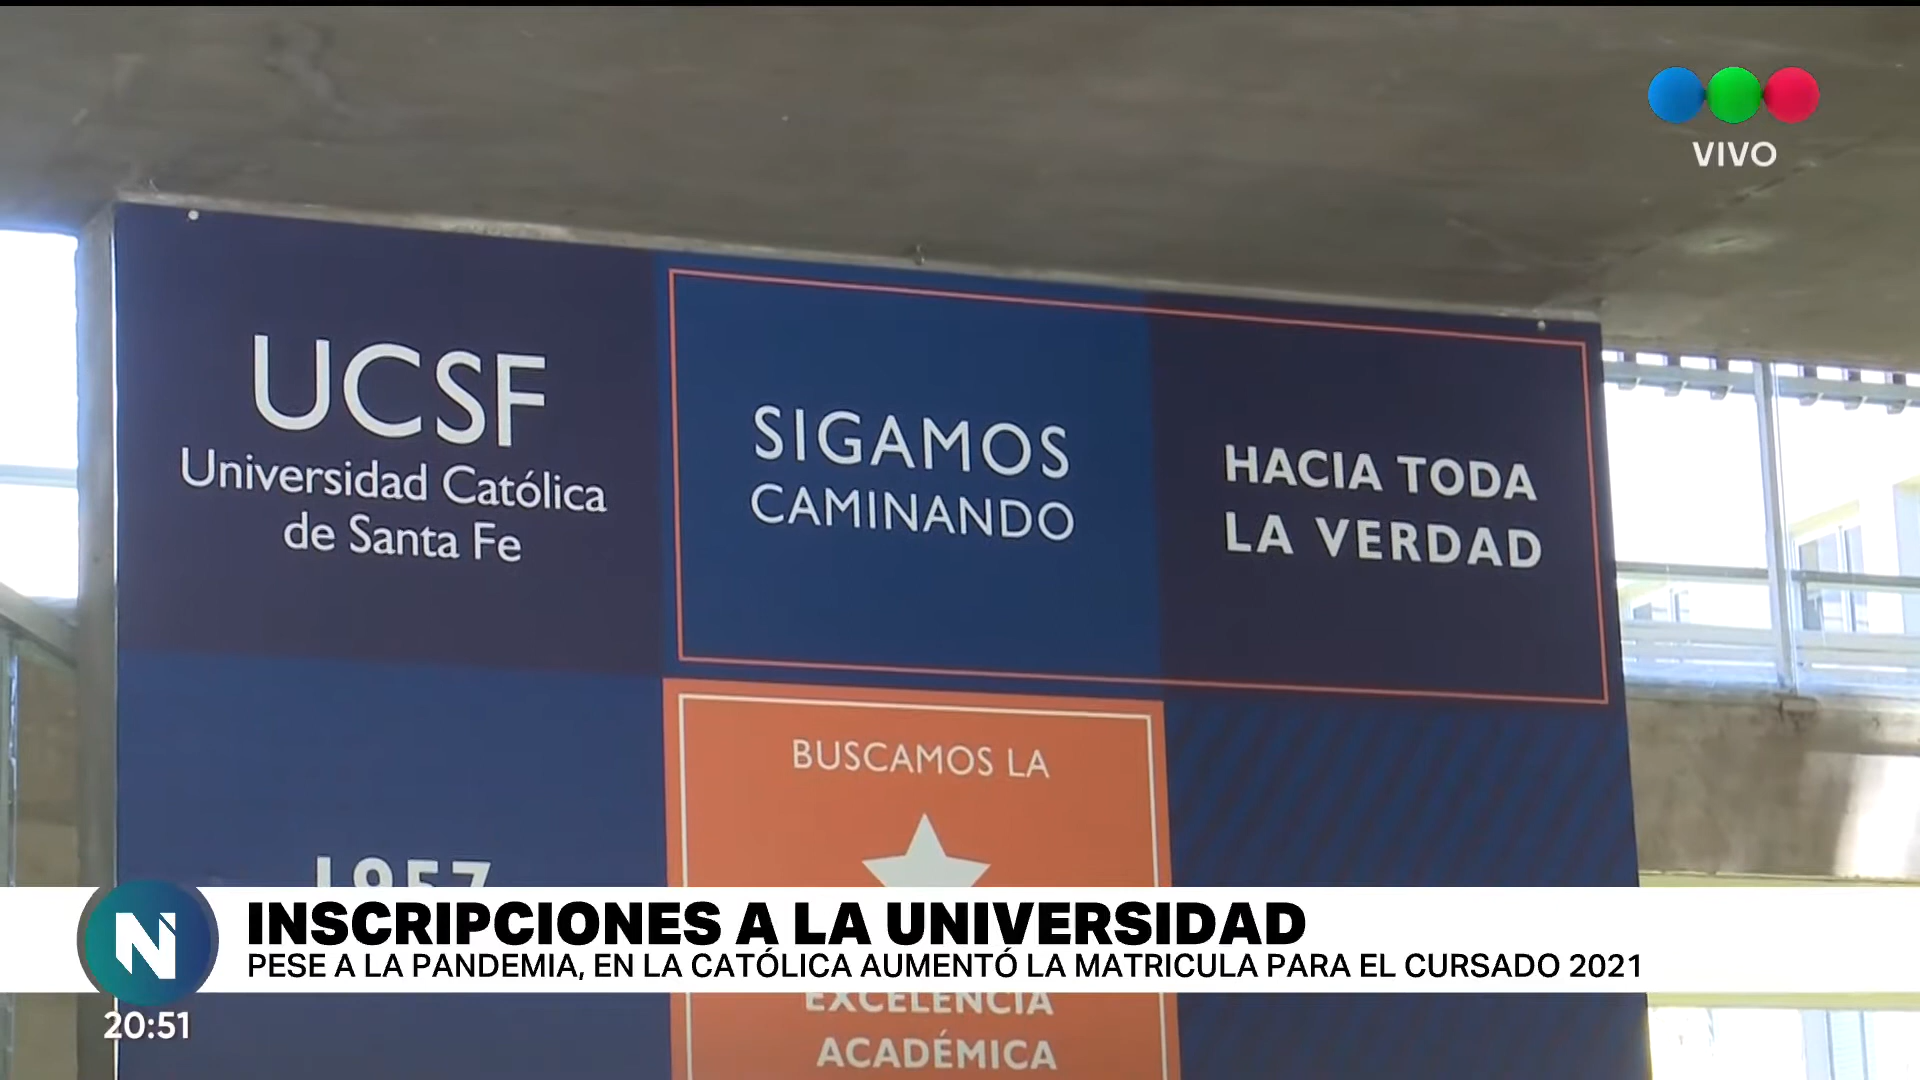 VIVO
UCSF
Universidad Católica
de Santa Fe
SIGAMOS
CAMINANDO
HACIA TODA
LA VERDAD
BUSCAMOS LA
1957
N
INSCRIPCIONES A LA UNIVERSIDAD
PESE A LA PANDEMIA, EN LA CATÓLICA AUMENTÓ LA MATRICULA PARA EL CURSADO 2021
EXCELENCIA
ACADÉMICA
20:51